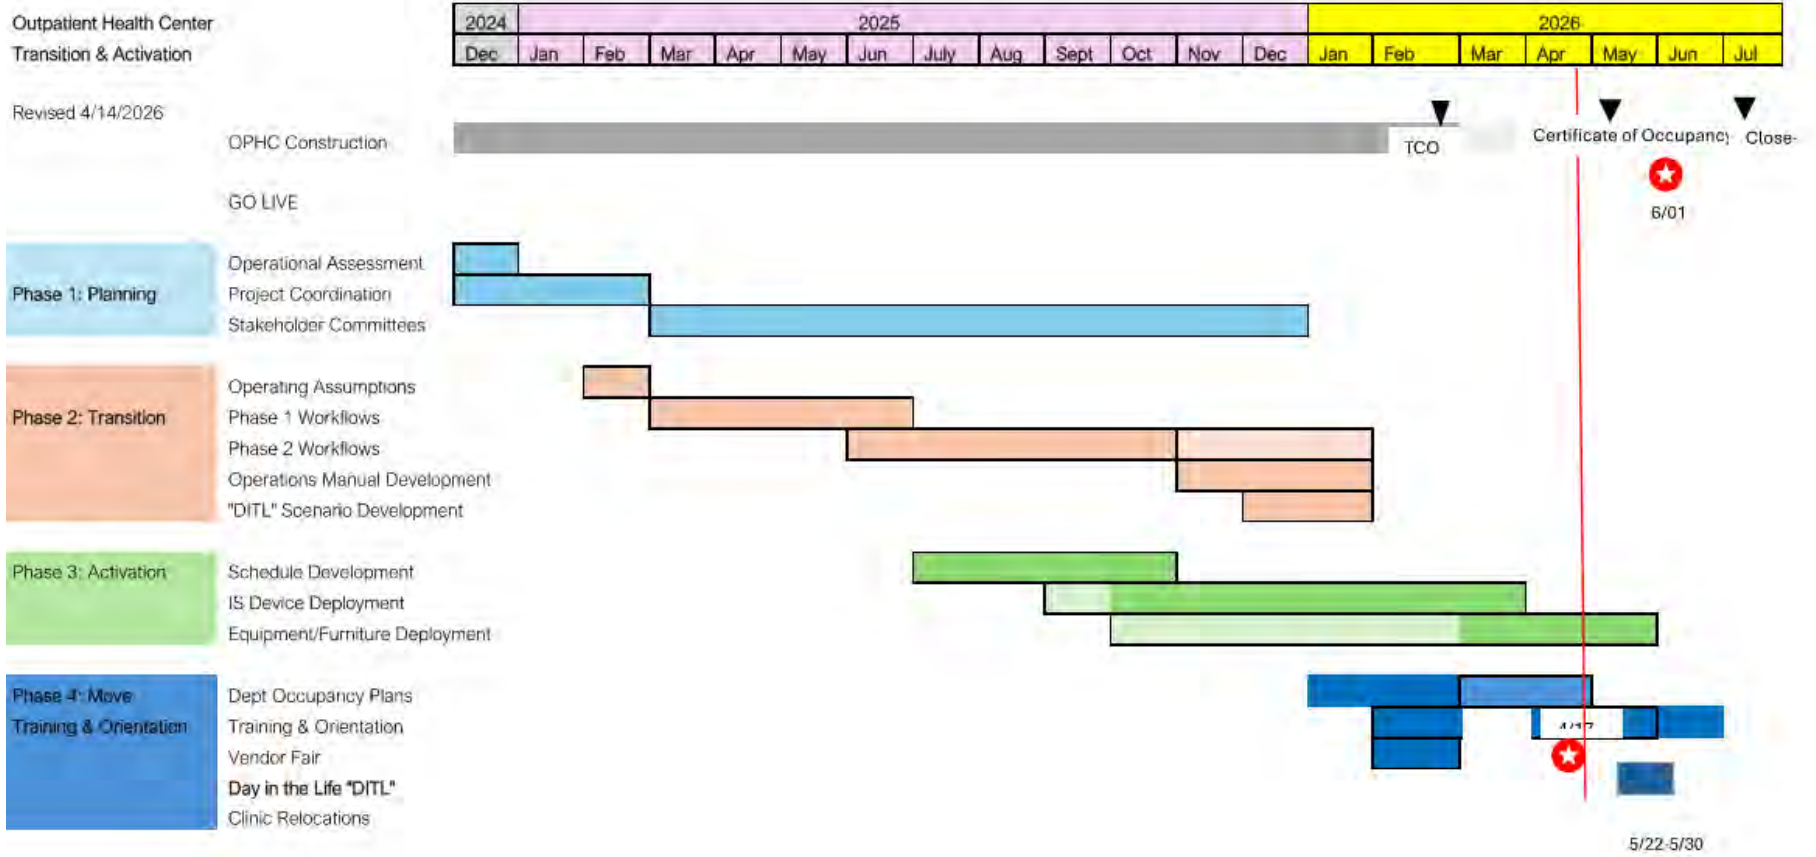 Outpatient Health Center
Transition & Activation
2024 2025 2026
Dec Jan Feb Mar Apr May Jun July Aug Sept Oct Nov Dec Jan Feb Mar Apr May Jun Jul
Revised 4/14/2026
OPHC Construction
TCO
Certificate of Occupancy
Close-
GO LIVE
6/01
Phase 1: Planning
Operational Assessment
Project Coordination
Stakeholder Committees
Phase 2: Transition
Operating Assumptions
Phase 1 Workflows
Phase 2 Workflows
Operations Manual Development
"DITL" Scenario Development
Phase 3: Activation
Schedule Development
IS Device Deployment
Equipment/Furniture Deployment
Phase 4: Move
Training & Orientation
Dept Occupancy Plans
Training & Orientation
Vendor Fair
Day in the Life "DITL"
Clinic Relocations
5/22-5/30